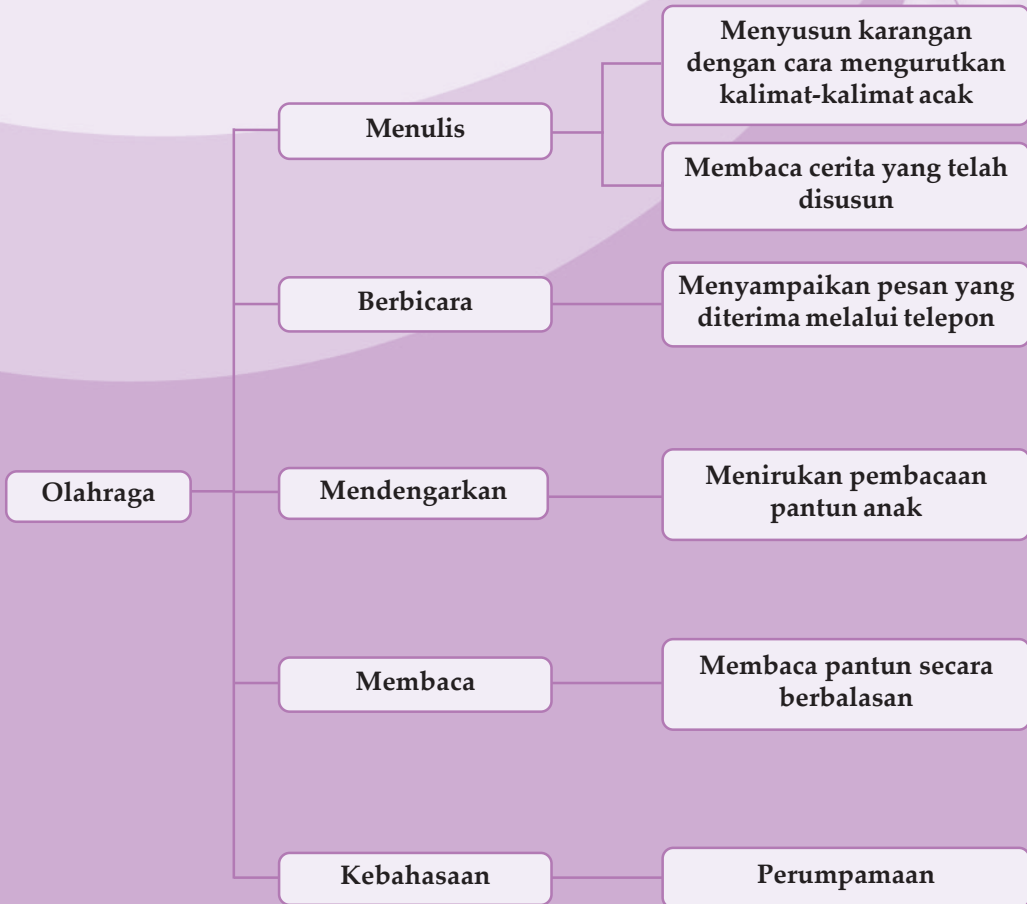 Olahraga
Menulis
Menyusun karangan
dengan cara mengurutkan
kalimat-kalimat acak
Membaca cerita yang telah
disusun
Berbicara
Menyampaikan pesan yang
diterima melalui telepon
Mendengarkan
Menirukan pembacaan
pantun anak
Membaca
Membaca pantun secara
berbalasan
Kebahasaan
Perumpamaan